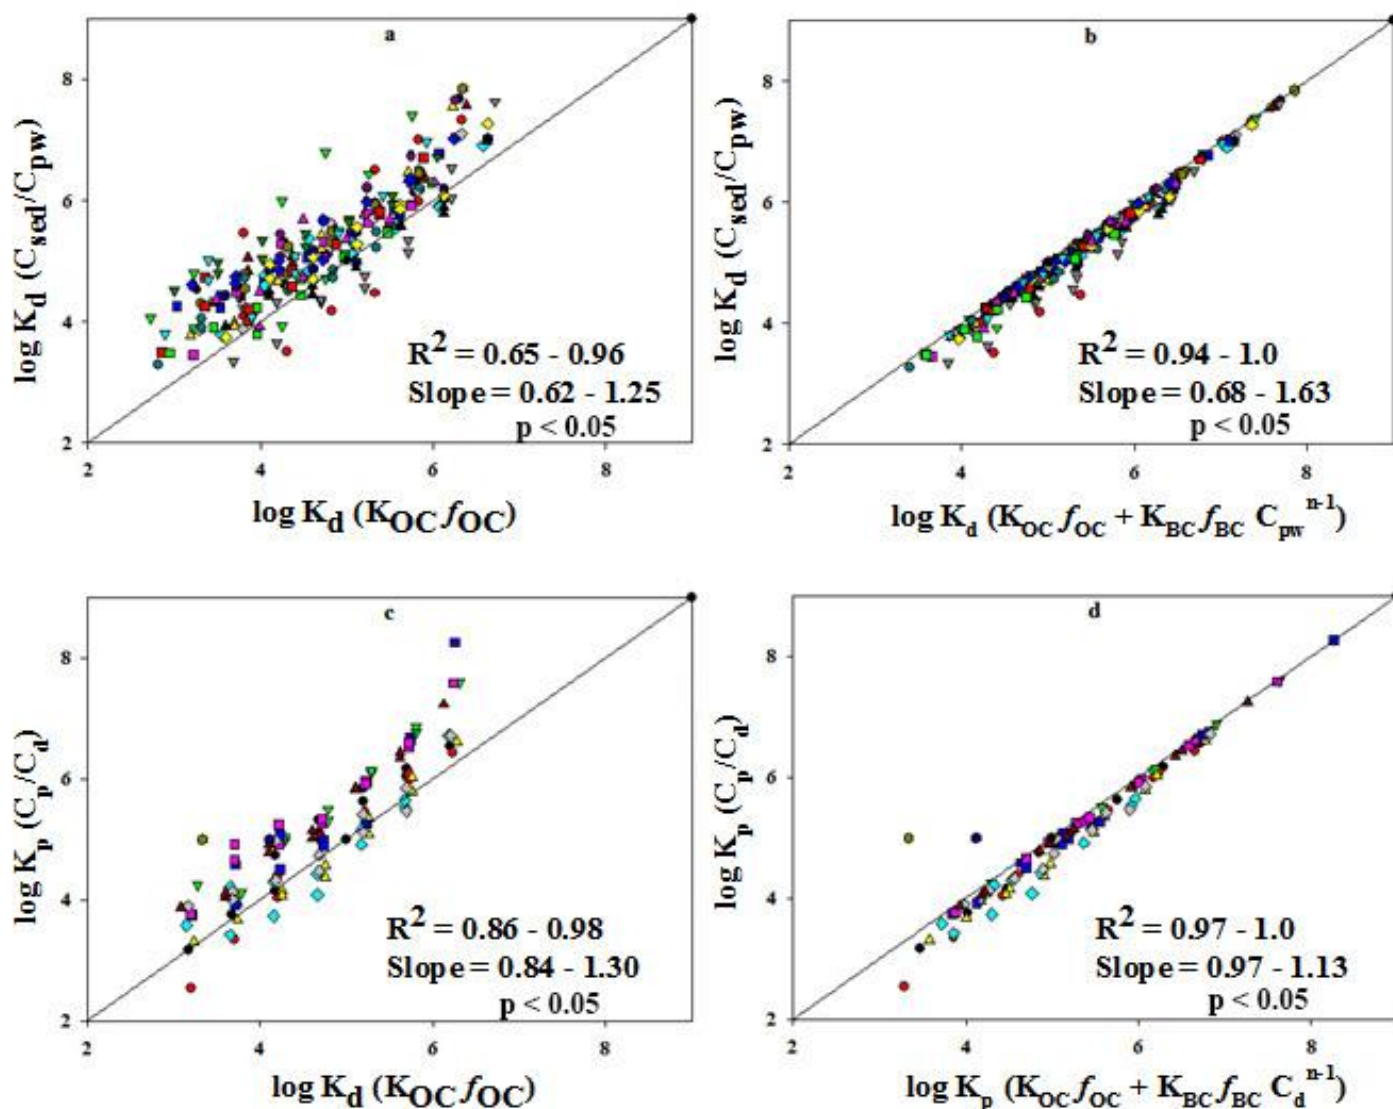 a
log K_d (C_sed/C_pw)
8
6
4
2
R² = 0.65 - 0.96
Slope = 0.62 - 1.25
p < 0.05
2 4 6 8
log K_d (K_OC f_OC)
b
log K_d (C_sed/C_pw)
8
6
4
2
R² = 0.94 - 1.0
Slope = 0.68 - 1.63
p < 0.05
2 4 6 8
log K_d (K_OC f_OC + K_BC f_BC C_pw^n-1)
c
log K_p (C_p/C_d)
8
6
4
2
R² = 0.86 - 0.98
Slope = 0.84 - 1.30
p < 0.05
2 4 6 8
log K_d (K_OC f_OC)
d
log K_p (C_p/C_d)
8
6
4
2
R² = 0.97 - 1.0
Slope = 0.97 - 1.13
p < 0.05
2 4 6 8
log K_p (K_OC f_OC + K_BC f_BC C_d^n-1)